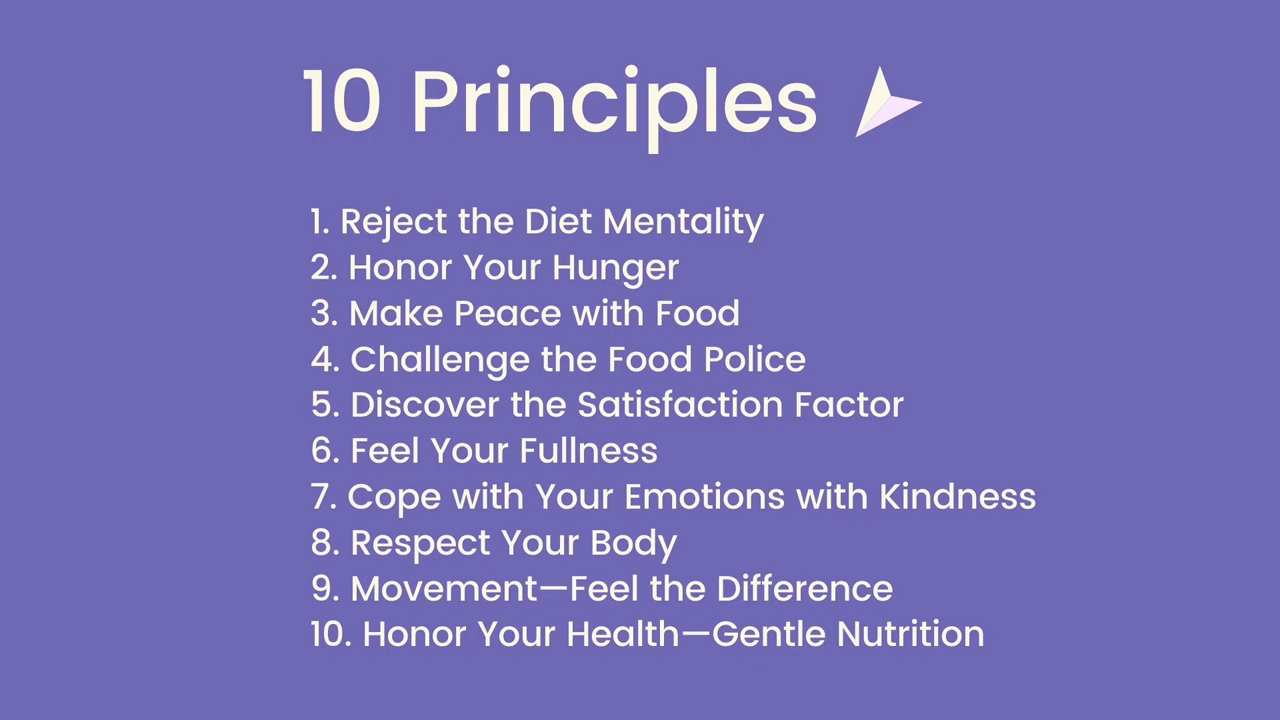 10 Principles
1. Reject the Diet Mentality
2. Honor Your Hunger
3. Make Peace with Food
4. Challenge the Food Police
5. Discover the Satisfaction Factor
6. Feel Your Fullness
7. Cope with Your Emotions with Kindness
8. Respect Your Body
9. Movement—Feel the Difference
10. Honor Your Health—Gentle Nutrition